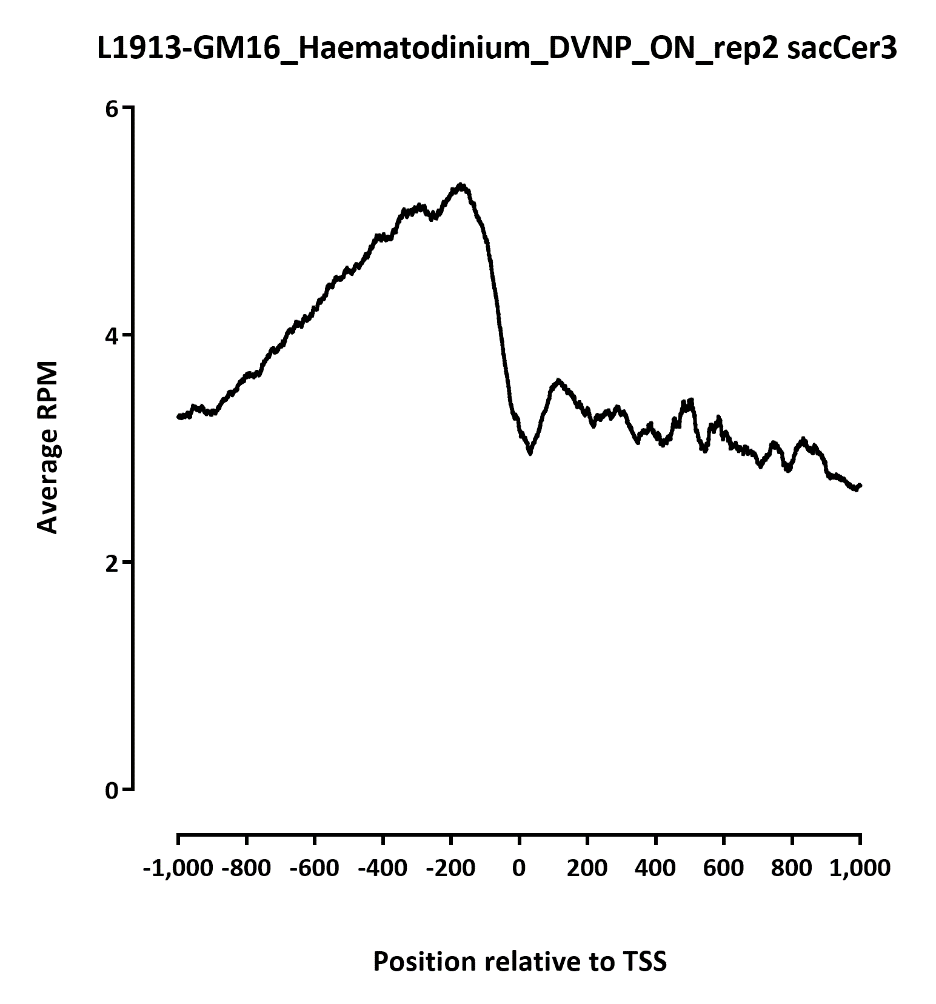 L1913-GM16_Haematodinium_DVNP_ON_rep2 sacCer3
6
4
2
0
Average RPM
-1,000 -800 -600 -400 -200 0 200 400 600 800 1,000
Position relative to TSS